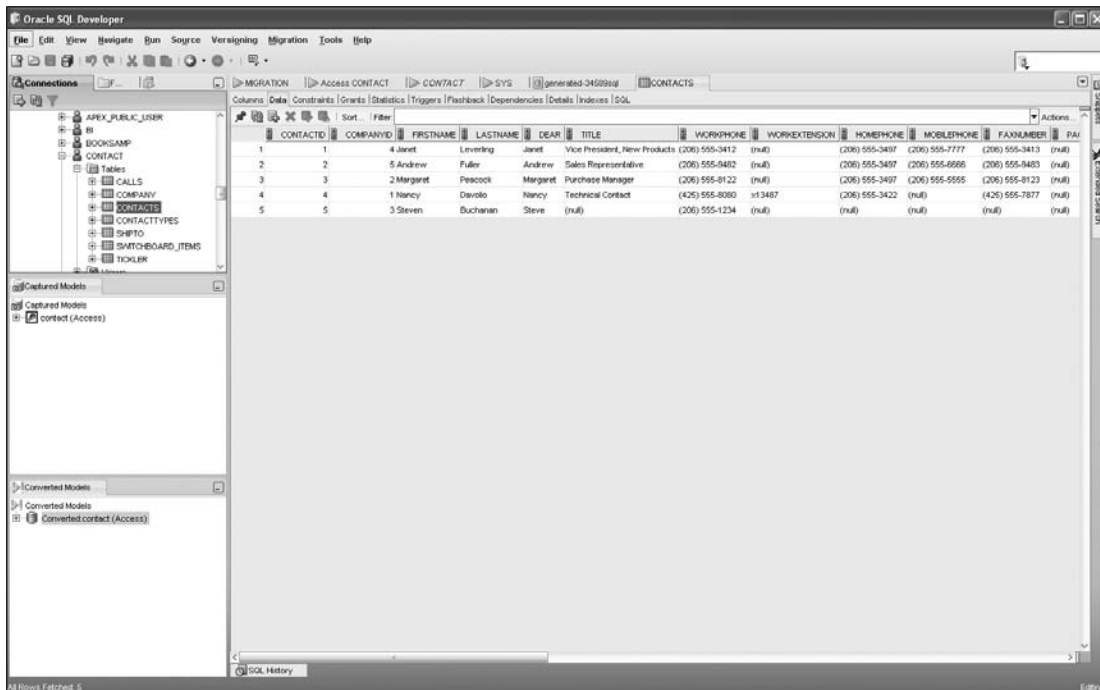 Oracle SQL Developer
File Edit View Navigate Run Source Versioning Migration Tools Help
Connections F...
MIGRATION Access CONTACT CONTACT SYS generated-34589sql CONTACTS
Columns Data Constraints Grants Statistics Triggers Flashback Dependencies Details Indexes SQL
Sort... Filter: Actions...
CONTACTID COMPANYID FIRSTNAME LASTNAME DEAR TITLE WORKPHONE WORKEXTENSION HOMEPHONE MOBILEPHONE FAXNUMBER PA
1 1 4 Janet Leverling Janet Vice President, New Products (206) 555-3412 (null) (206) 555-3497 (206) 555-7777 (206) 555-3413 (null)
2 2 5 Andrew Fuller Andrew Sales Representative (206) 555-9482 (null) (206) 555-3497 (206) 555-6666 (206) 555-9483 (null)
3 3 2 Margaret Peacock Margaret Purchase Manager (206) 555-8122 (null) (206) 555-3497 (206) 555-5555 (206) 555-8123 (null)
4 4 1 Nancy Davolio Nancy Technical Contact (425) 555-8080 x13487 (206) 555-3422 (null) (425) 555-7877 (null)
5 5 3 Steven Buchanan Steve (null) (206) 555-1234 (null) (null) (null) (null) (null)
APEX_PUBLIC_USER
BI
BOOKSAMP
CONTACT
Tables
CALLS
COMPANY
CONTACTS
CONTACTTYPES
SHIPTO
SWITCHBOARD_ITEMS
TICKLER
Views
Captured Models
Captured Models
contact (Access)
Converted Models
Converted Models
Converted:contact (Access)
Snippets
Extended Search
SQL History
All Rows Fetched: 5
Editing